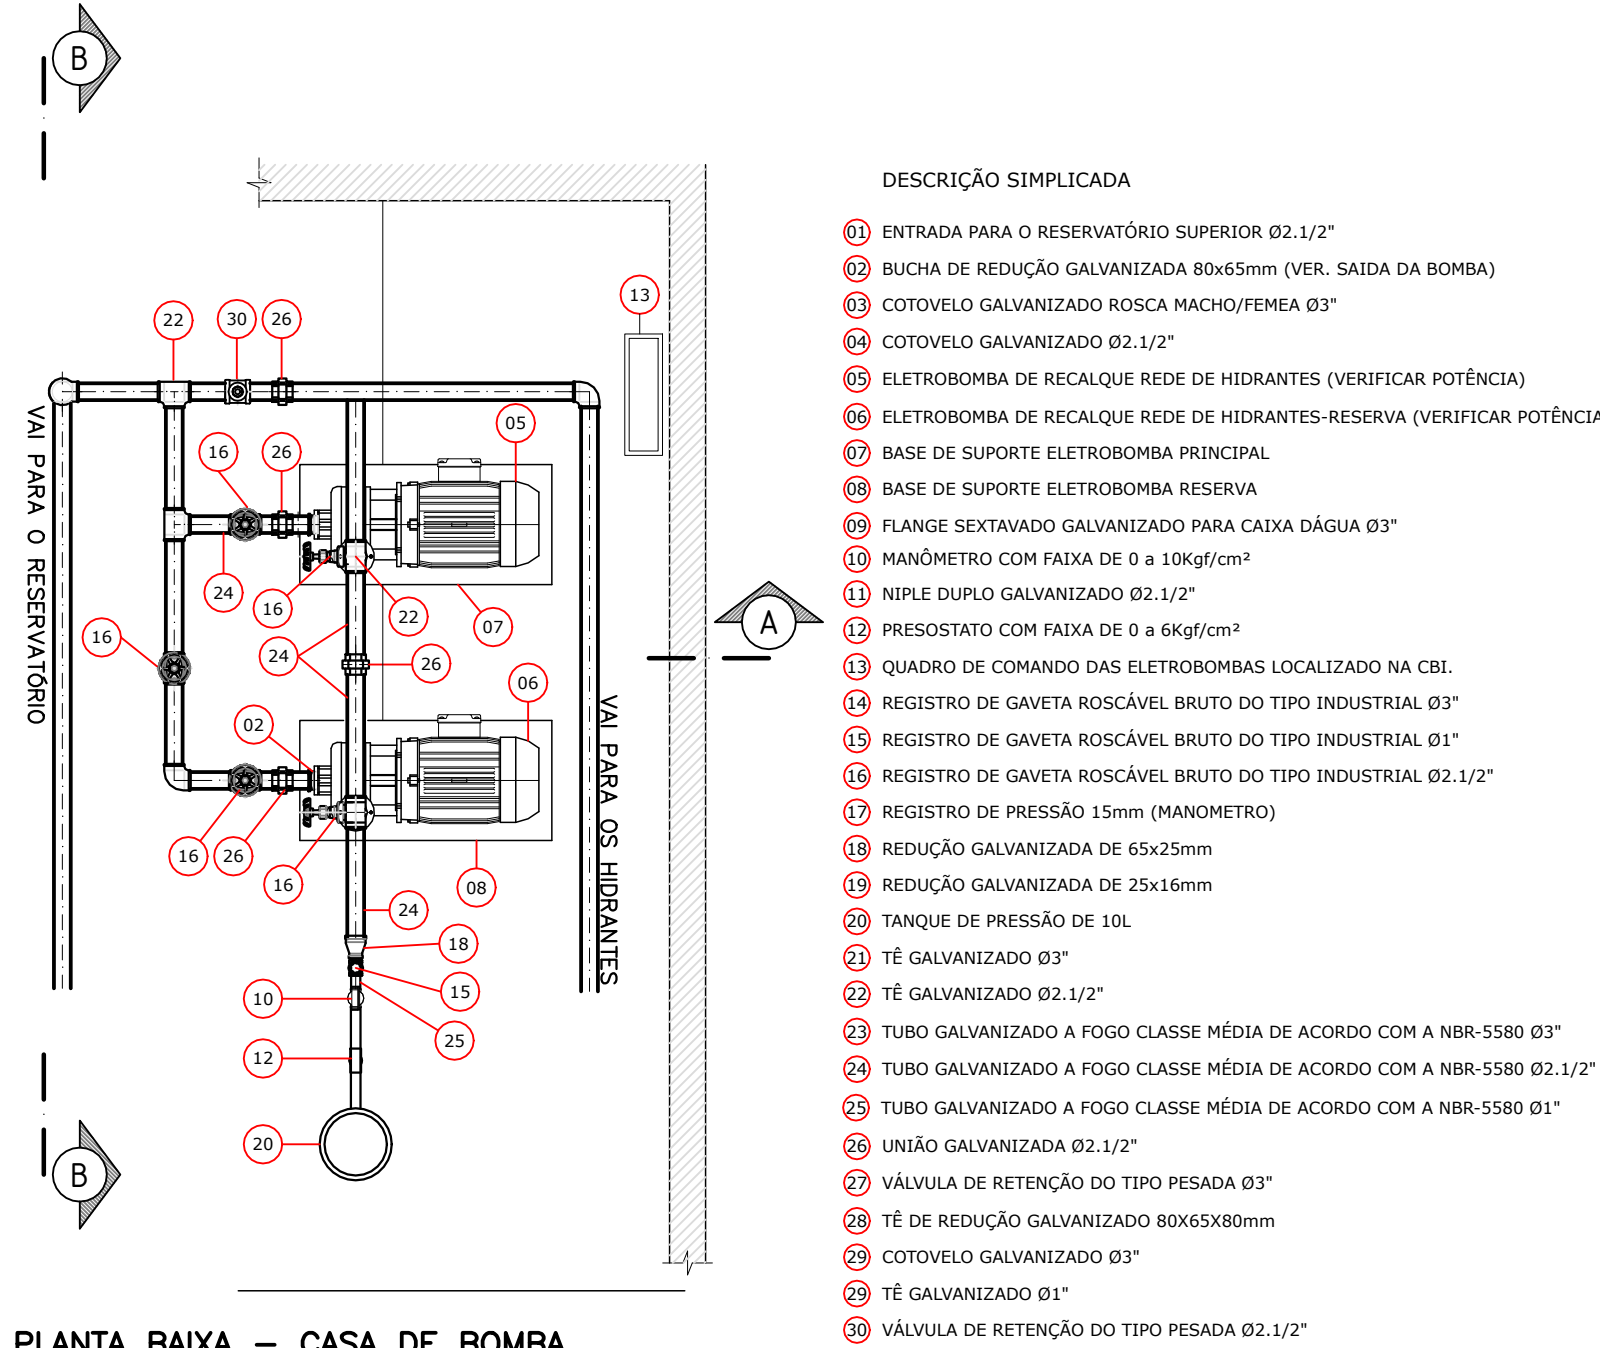 B
DESCRIÇÃO SIMPLICADA
01 ENTRADA PARA O RESERVATÓRIO SUPERIOR Ø2.1/2"
02 BUCHA DE REDUÇÃO GALVANIZADA 80x65mm (VER. SAIDA DA BOMBA)
03 COTOVELO GALVANIZADO ROSCA MACHO/FEMEA Ø3"
04 COTOVELO GALVANIZADO Ø2.1/2"
05 ELETROBOMBA DE RECALQUE REDE DE HIDRANTES (VERIFICAR POTÊNCIA)
06 ELETROBOMBA DE RECALQUE REDE DE HIDRANTES-RESERVA (VERIFICAR POTÊNCIA
07 BASE DE SUPORTE ELETROBOMBA PRINCIPAL
08 BASE DE SUPORTE ELETROBOMBA RESERVA
09 FLANGE SEXTAVADO GALVANIZADO PARA CAIXA DÁGUA Ø3"
10 MANÔMETRO COM FAIXA DE 0 a 10Kgf/cm²
11 NIPLE DUPLO GALVANIZADO Ø2.1/2"
12 PRESOSTATO COM FAIXA DE 0 a 6Kgf/cm²
13 QUADRO DE COMANDO DAS ELETROBOMBAS LOCALIZADO NA CBI.
14 REGISTRO DE GAVETA ROSCÁVEL BRUTO DO TIPO INDUSTRIAL Ø3"
15 REGISTRO DE GAVETA ROSCÁVEL BRUTO DO TIPO INDUSTRIAL Ø1"
16 REGISTRO DE GAVETA ROSCÁVEL BRUTO DO TIPO INDUSTRIAL Ø2.1/2"
17 REGISTRO DE PRESSÃO 15mm (MANOMETRO)
18 REDUÇÃO GALVANIZADA DE 65x25mm
19 REDUÇÃO GALVANIZADA DE 25x16mm
20 TANQUE DE PRESSÃO DE 10L
21 TÊ GALVANIZADO Ø3"
22 TÊ GALVANIZADO Ø2.1/2"
23 TUBO GALVANIZADO A FOGO CLASSE MÉDIA DE ACORDO COM A NBR-5580 Ø3"
24 TUBO GALVANIZADO A FOGO CLASSE MÉDIA DE ACORDO COM A NBR-5580 Ø2.1/2"
25 TUBO GALVANIZADO A FOGO CLASSE MÉDIA DE ACORDO COM A NBR-5580 Ø1"
26 UNIÃO GALVANIZADA Ø2.1/2"
27 VÁLVULA DE RETENÇÃO DO TIPO PESADA Ø3"
28 TÊ DE REDUÇÃO GALVANIZADO 80X65X80mm
29 COTOVELO GALVANIZADO Ø3"
29 TÊ GALVANIZADO Ø1"
30 VÁLVULA DE RETENÇÃO DO TIPO PESADA Ø2.1/2"
13
22
30
26
05
16
26
24
16
22
07
16
24
26
06
02
16
26
16
08
24
18
10
15
25
12
20
VAI PARA O RESERVATÓRIO
VAI PARA OS HIDRANTES
A
B
PLANTA BAIXA – CASA DE BOMBA